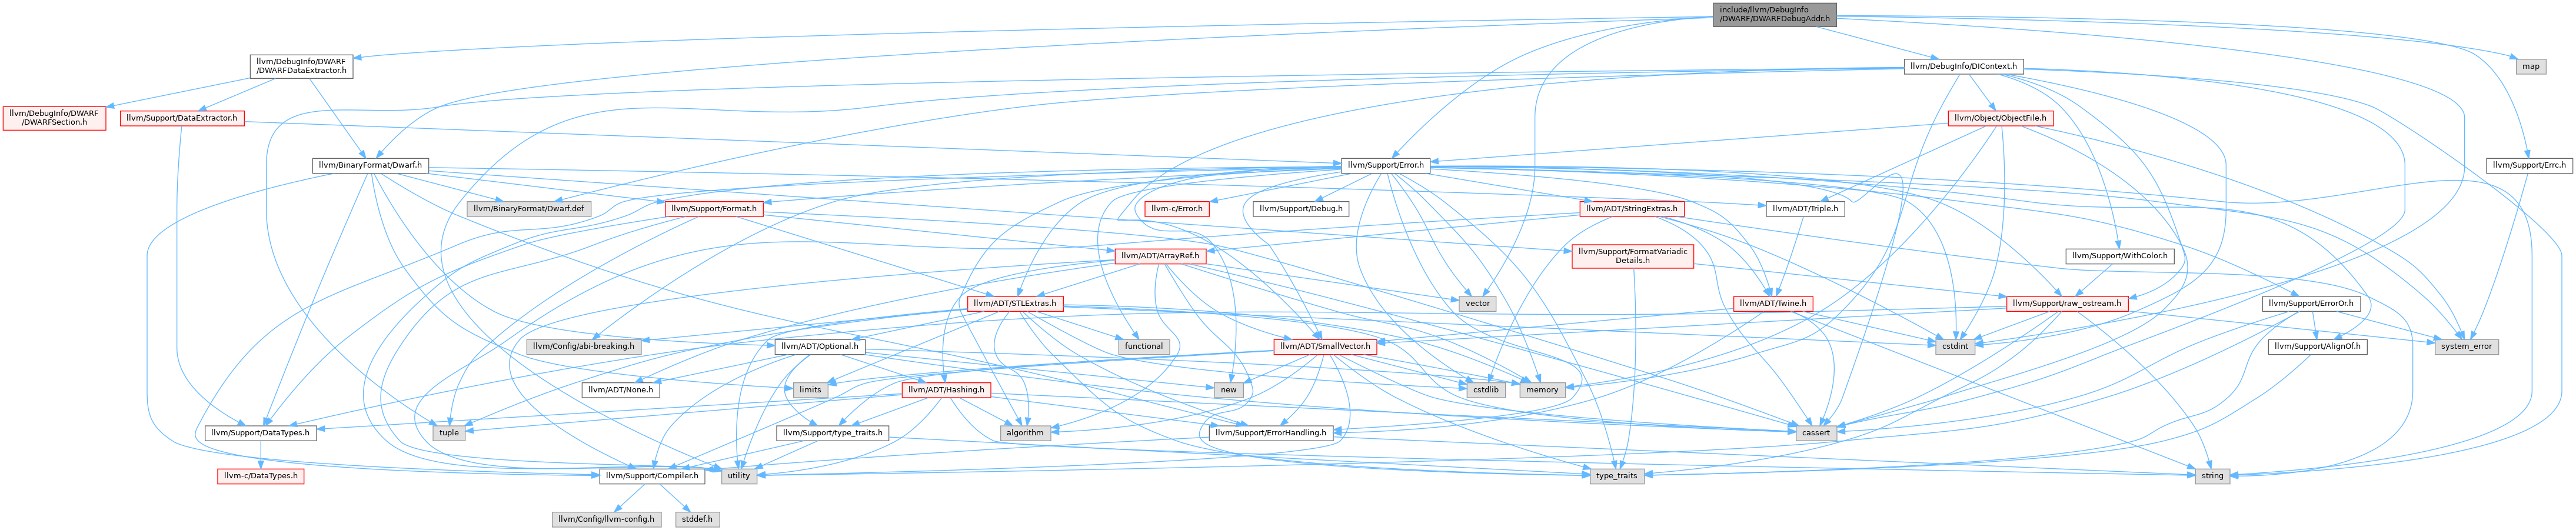 include/llvm/DebugInfo
/DWARF/DWARFDebugAddr.h
llvm/DebugInfo/DWARF
/DWARFDataExtractor.h
llvm/DebugInfo/DIContext.h
map
llvm/DebugInfo/DWARF
/DWARFSection.h
llvm/Support/DataExtractor.h
llvm/Object/ObjectFile.h
llvm/BinaryFormat/Dwarf.h
llvm/Support/Error.h
llvm/Support/Errc.h
llvm/BinaryFormat/Dwarf.def
llvm/Support/Format.h
llvm-c/Error.h
llvm/Support/Debug.h
llvm/ADT/StringExtras.h
llvm/ADT/Triple.h
llvm/ADT/ArrayRef.h
llvm/Support/FormatVariadic
Details.h
llvm/Support/WithColor.h
llvm/ADT/STLExtras.h
vector
llvm/ADT/Twine.h
llvm/Support/raw_ostream.h
llvm/Support/ErrorOr.h
llvm/Config/abi-breaking.h
llvm/ADT/Optional.h
functional
llvm/ADT/SmallVector.h
cstdint
llvm/Support/AlignOf.h
system_error
llvm/ADT/None.h
limits
llvm/ADT/Hashing.h
new
cstdlib
memory
llvm/Support/DataTypes.h
tuple
llvm/Support/type_traits.h
algorithm
llvm/Support/ErrorHandling.h
cassert
llvm-c/DataTypes.h
llvm/Support/Compiler.h
utility
type_traits
string
llvm/Config/llvm-config.h
stddef.h